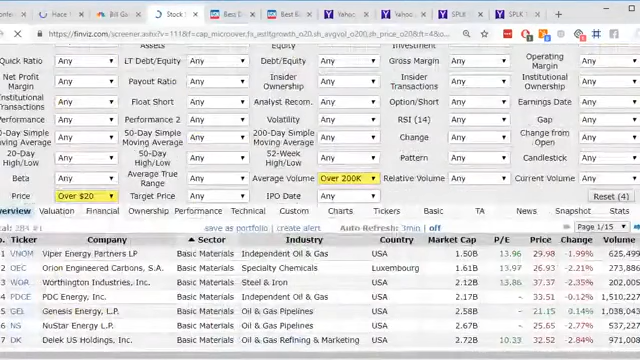 Hace 1 Bill Ga Stock Best D Best B Yahoo Yahoo SPLK SPLK
https://finviz.com/screener.ashx?v=111&f=cap_microover,fa_estltgrowth_o20,sh_avgvol_o200,sh_price_o20&ft=4&o...
Assets Equity Investment
Quick Ratio Any LT Debt/Equity Any Debt/Equity Any Gross Margin Any Operating Margin Any
Net Profit Margin Any Payout Ratio Any Insider Ownership Any Insider Transactions Any Institutional Ownership Any
Institutional Transactions Any Float Short Any Analyst Recom. Any Option/Short Any Earnings Date Any
Performance Any Performance 2 Any Volatility Any RSI (14) Any Gap Any
20-Day Simple Moving Average Any 50-Day Simple Moving Average Any 200-Day Simple Moving Average Any Change Any Change from Open Any
20-Day High/Low Any 50-Day High/Low Any 52-Week High/Low Any Pattern Any Candlestick Any
Beta Any Average True Range Any Average Volume Over 200K Relative Volume Any Current Volume Any
Price Over $20 Target Price Any IPO Date Any Reset (4)
verview Valuation Financial Ownership Performance Technical Custom Charts Tickers Basic TA News Snapshot Stats
tal: 284 #1 save as portfolio | create alert Auto Refresh: 3min | off Page 1/15
o. Ticker Company Sector Industry Country Market Cap P/E Price Change Volume
1 VNOM Viper Energy Partners LP Basic Materials Independent Oil & Gas USA 1.50B 13.96 29.98 -1.99% 625,499
2 OEC Orion Engineered Carbons, S.A. Basic Materials Specialty Chemicals Luxembourg 1.61B 13.97 26.93 -2.21%
3 WOR Worthington Industries, Inc. Basic Materials Steel & Iron USA 2.12B 13.86 37.37 -2.35%
4 PDCE PDC Energy, Inc. Basic Materials Independent Oil & Gas USA 2.17B - 33.51 -0.12%
5 GEL Genesis Energy, L.P. Basic Materials Oil & Gas Pipelines USA 2.58B - 21.15 0.14%
6 NS NuStar Energy L.P. Basic Materials Oil & Gas Pipelines USA 2.67B - 25.65 -2.77%
7 DK Delek US Holdings, Inc. Basic Materials Oil & Gas Refining & Marketing USA 2.72B 10.33 32.52 -2.84%